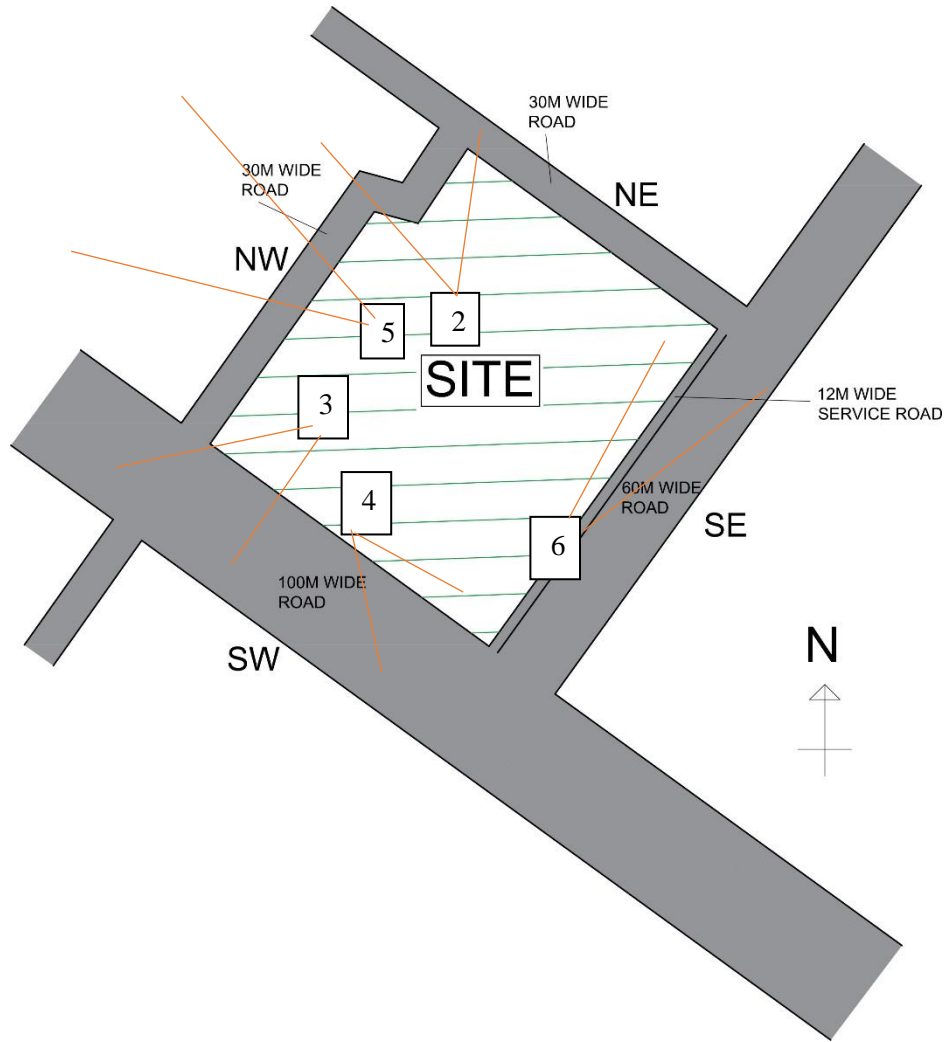 30M WIDE
ROAD
30M WIDE
ROAD
NE
NW
2
5
SITE
3
12M WIDE
SERVICE ROAD
4
60M WIDE
ROAD
SE
6
100M WIDE
ROAD
SW
N